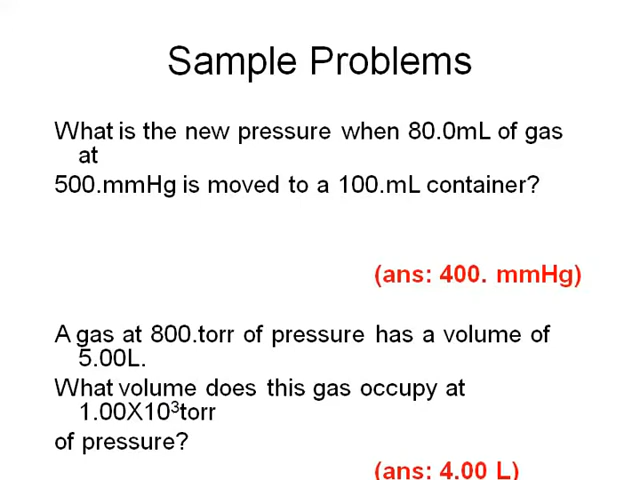 Sample Problems
What is the new pressure when 80.0mL of gas
at
500.mmHg is moved to a 100.mL container?
(ans: 400. mmHg)
A gas at 800.torr of pressure has a volume of
5.00L.
What volume does this gas occupy at
1.00X10³torr
of pressure?
(ans: 4.00 L)